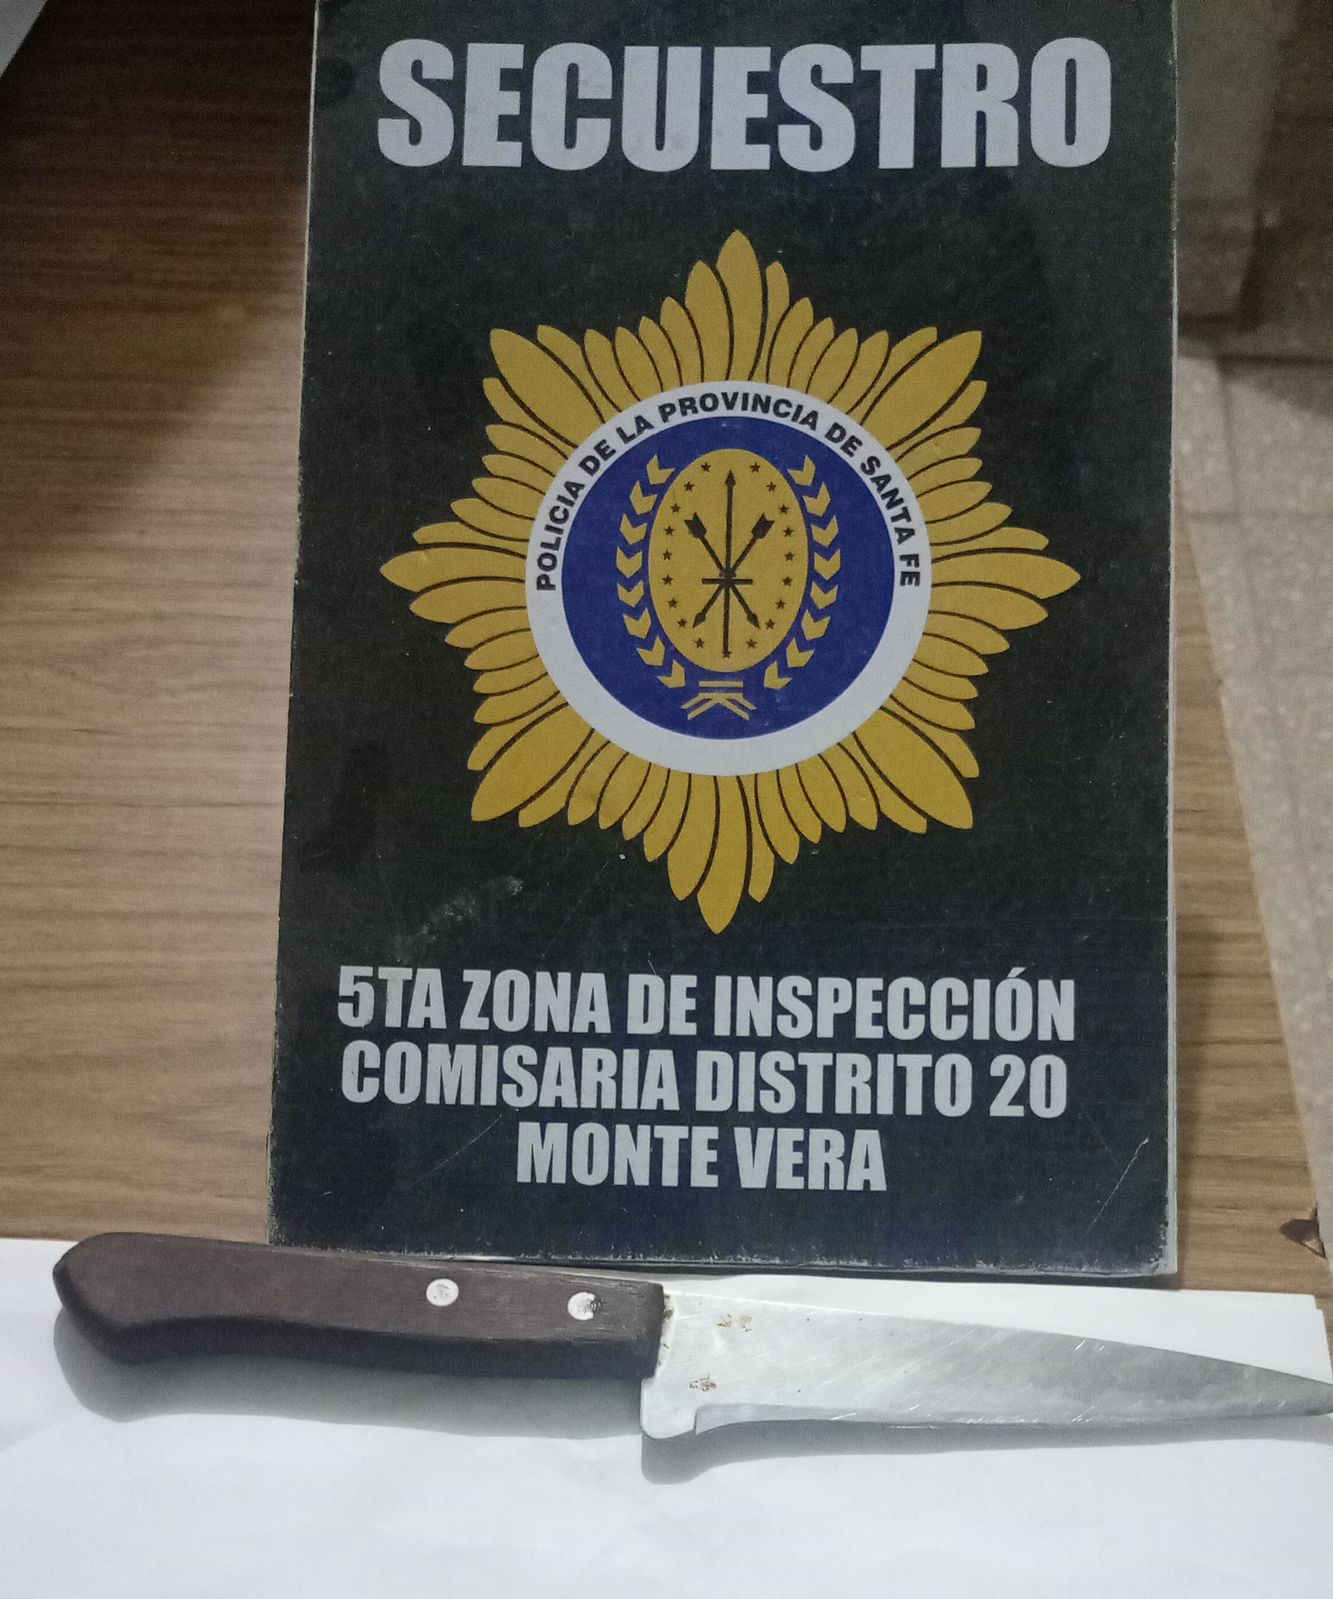 SECUESTRO
POLICIA DE LA PROVINCIA DE SANTA FE
5TA ZONA DE INSPECCIÓN
COMISARIA DISTRITO 20
MONTE VERA